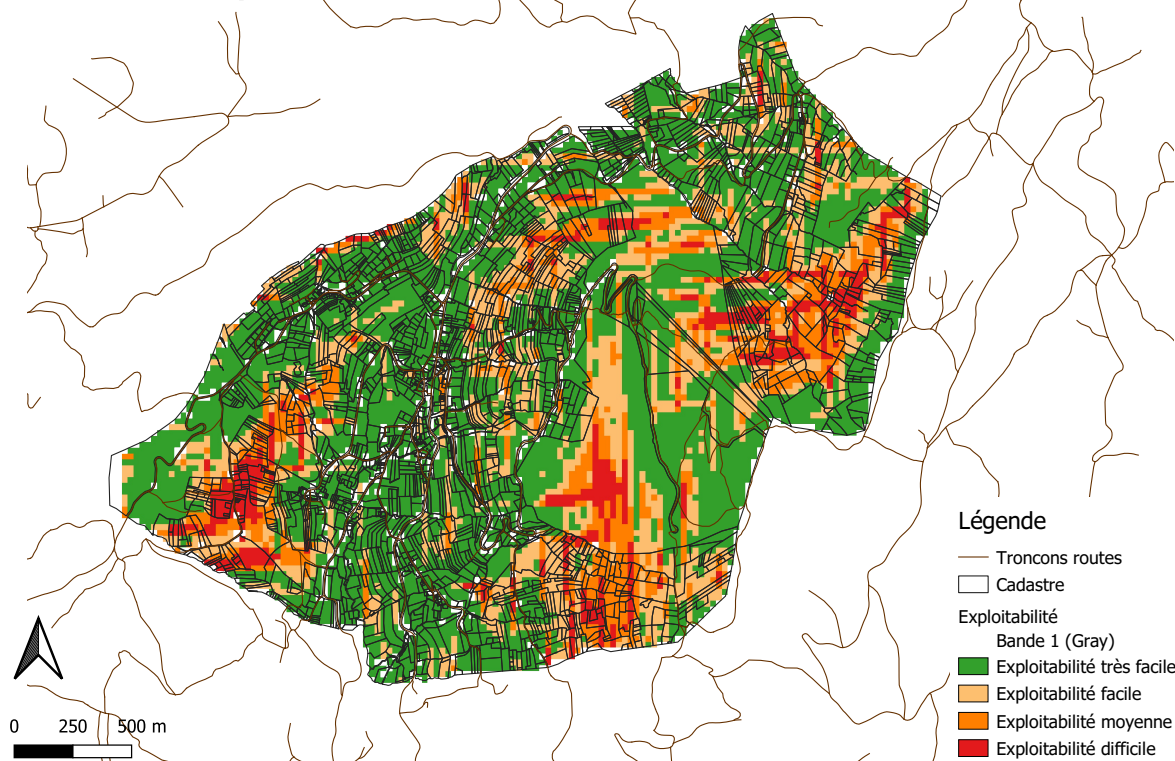 Légende
Troncons routes
Cadastre
Exploitabilité
Bande 1 (Gray)
Exploitabilité très facile
Exploitabilité facile
Exploitabilité moyenne
Exploitabilité difficile
0 250 500 m